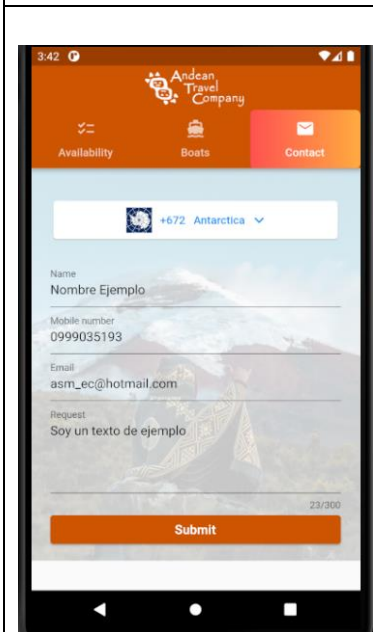 3:42
Andean
Travel
Company
Availability Boats Contact
+672 Antarctica
Name
Nombre Ejemplo
Mobile number
0999035193
Email
asm_ec@hotmail.com
Request
Soy un texto de ejemplo
23/300
Submit